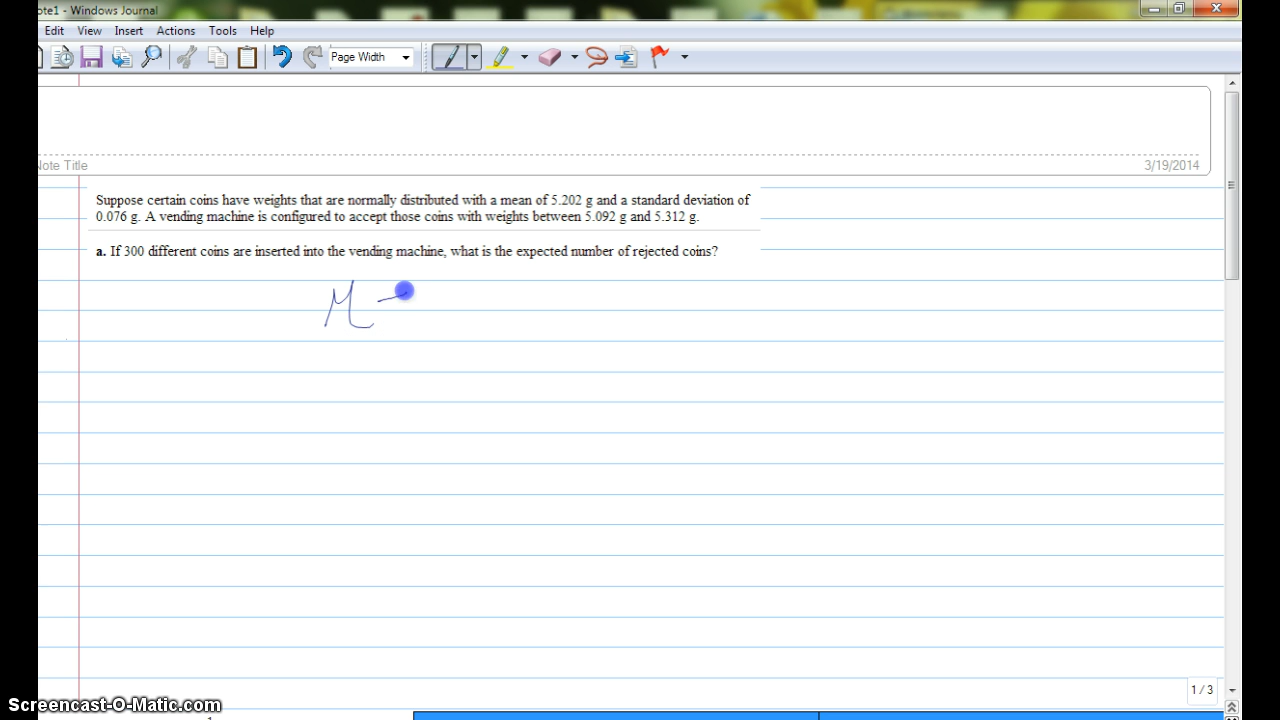 ote1 - Windows Journal
Edit View Insert Actions Tools Help
Page Width
Note Title
3/19/2014
Suppose certain coins have weights that are normally distributed with a mean of 5.202 g and a standard deviation of
0.076 g. A vending machine is configured to accept those coins with weights between 5.092 g and 5.312 g.
a. If 300 different coins are inserted into the vending machine, what is the expected number of rejected coins?
μ -
1 / 3
Screencast-O-Matic.com